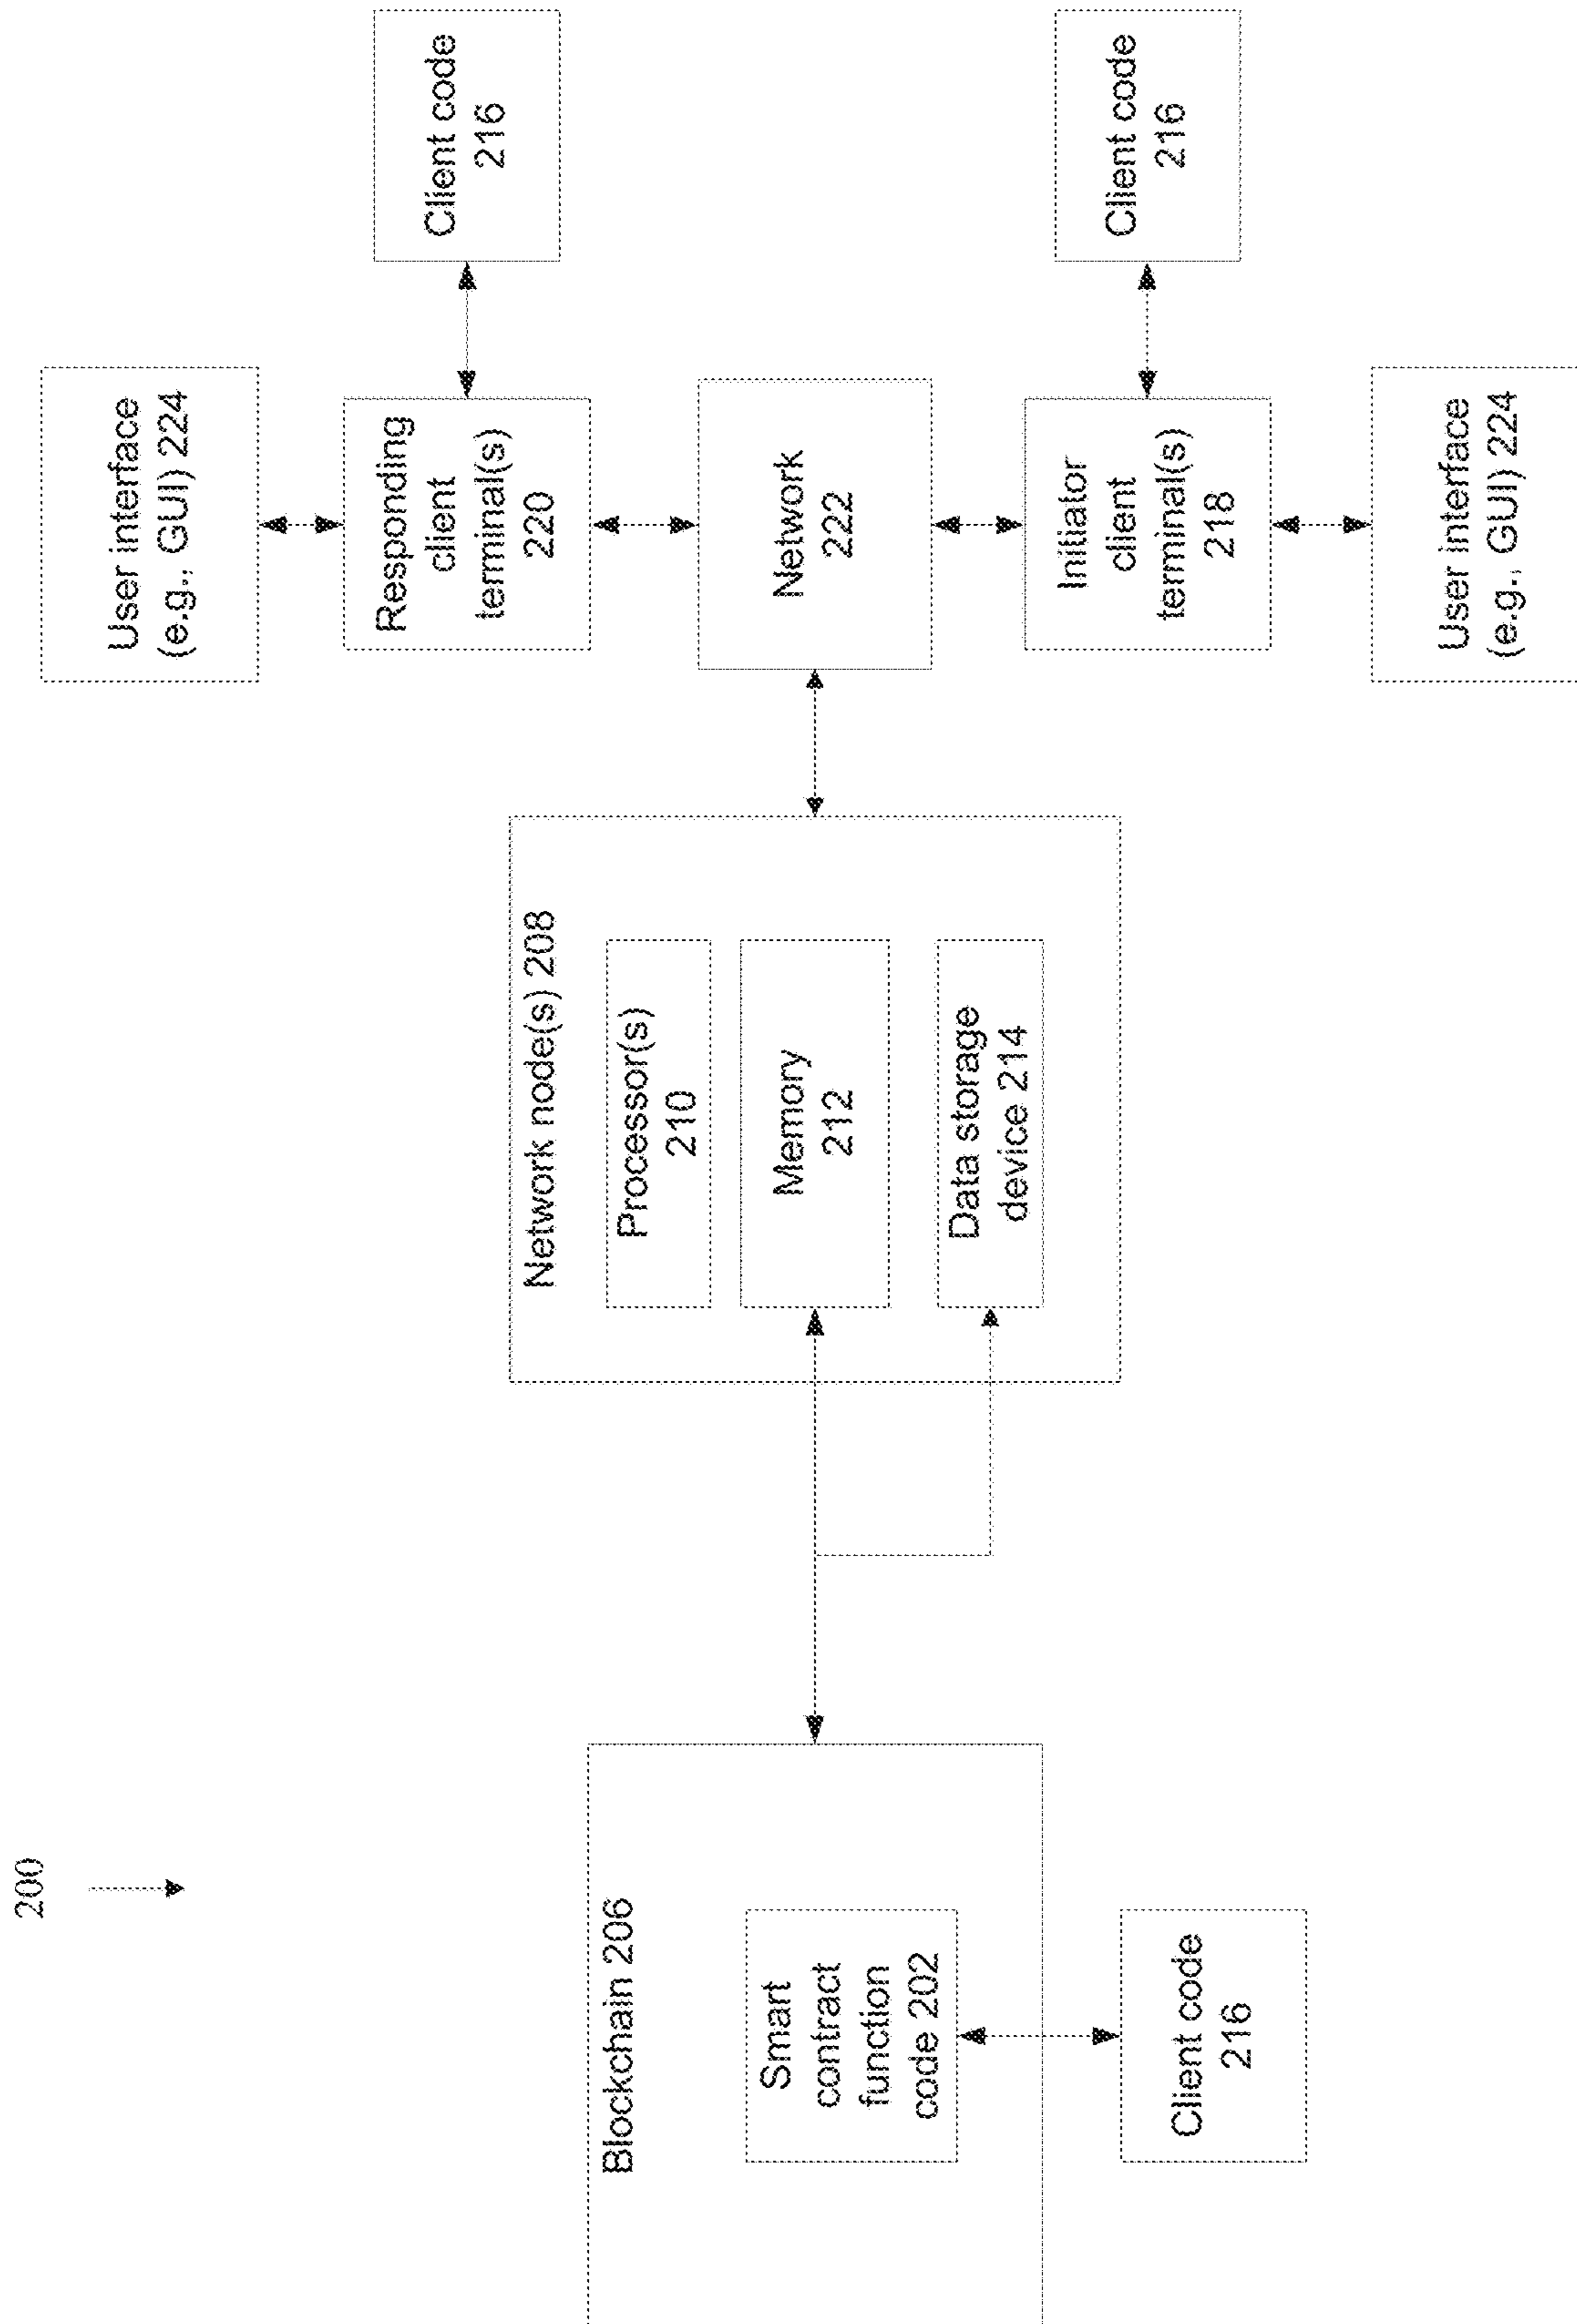 200
Blockchain 206
Smart
contract
function
code 202
Client code
216
Network node(s) 208
Processor(s)
210
Memory
212
Data storage
device 214
User interface
(e.g., GUI) 224
Responding
client
terminal(s)
220
Client code
216
Network
222
Initiator
client
terminal(s)
218
Client code
216
User interface
(e.g., GUI) 224